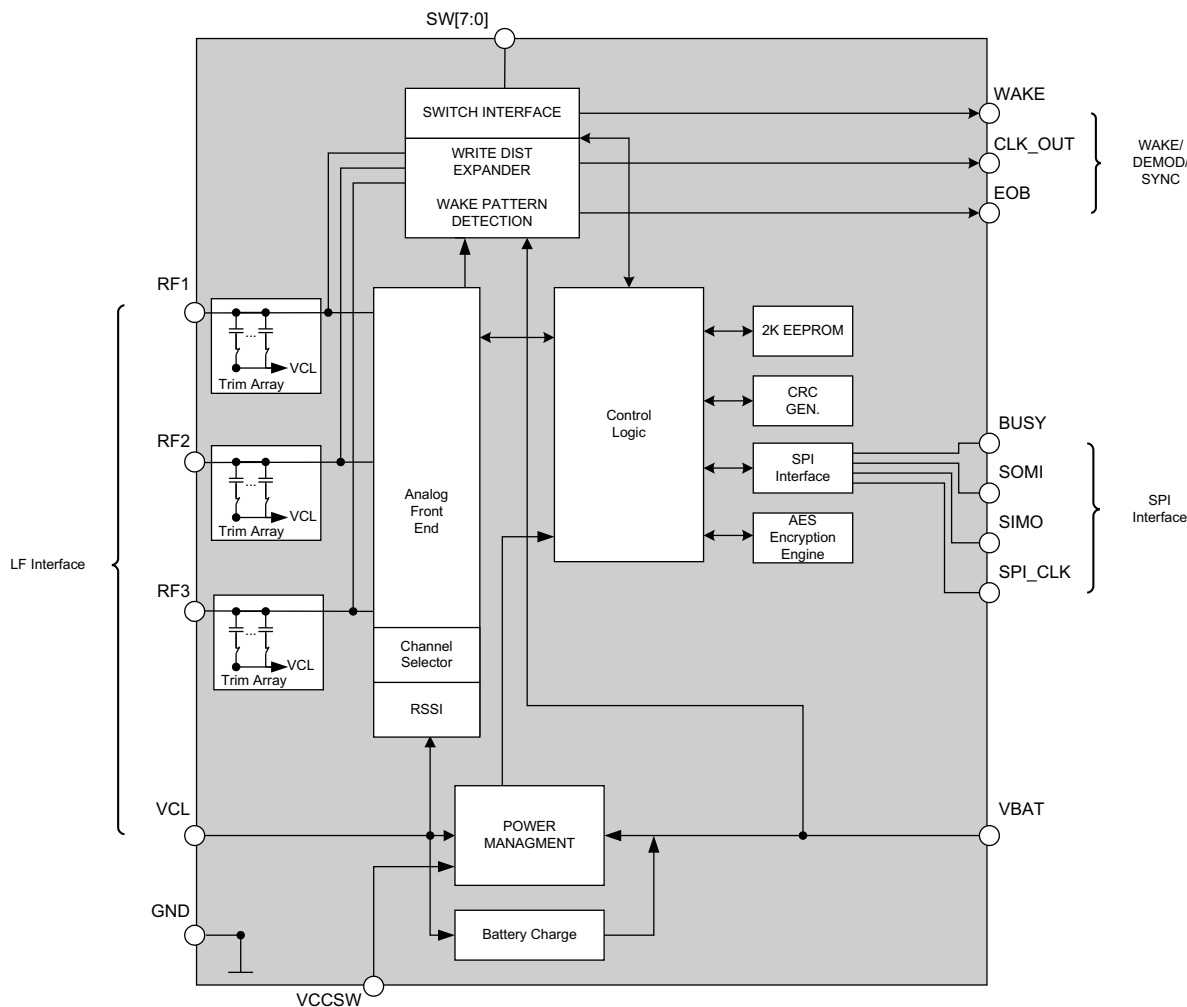 SW[7:0]
SWITCH INTERFACE
WRITE DIST
EXPANDER
WAKE PATTERN
DETECTION
WAKE
CLK_OUT
EOB
WAKE/
DEMOD/
SYNC
RF1
...
VCL
Trim Array
RF2
...
VCL
Trim Array
RF3
...
VCL
Trim Array
LF Interface
Analog
Front
End
Channel
Selector
RSSI
Control
Logic
2K EEPROM
CRC
GEN.
SPI
Interface
AES
Encryption
Engine
BUSY
SOMI
SIMO
SPI_CLK
SPI
Interface
VCL
POWER
MANAGMENT
VBAT
GND
Battery Charge
VCCSW